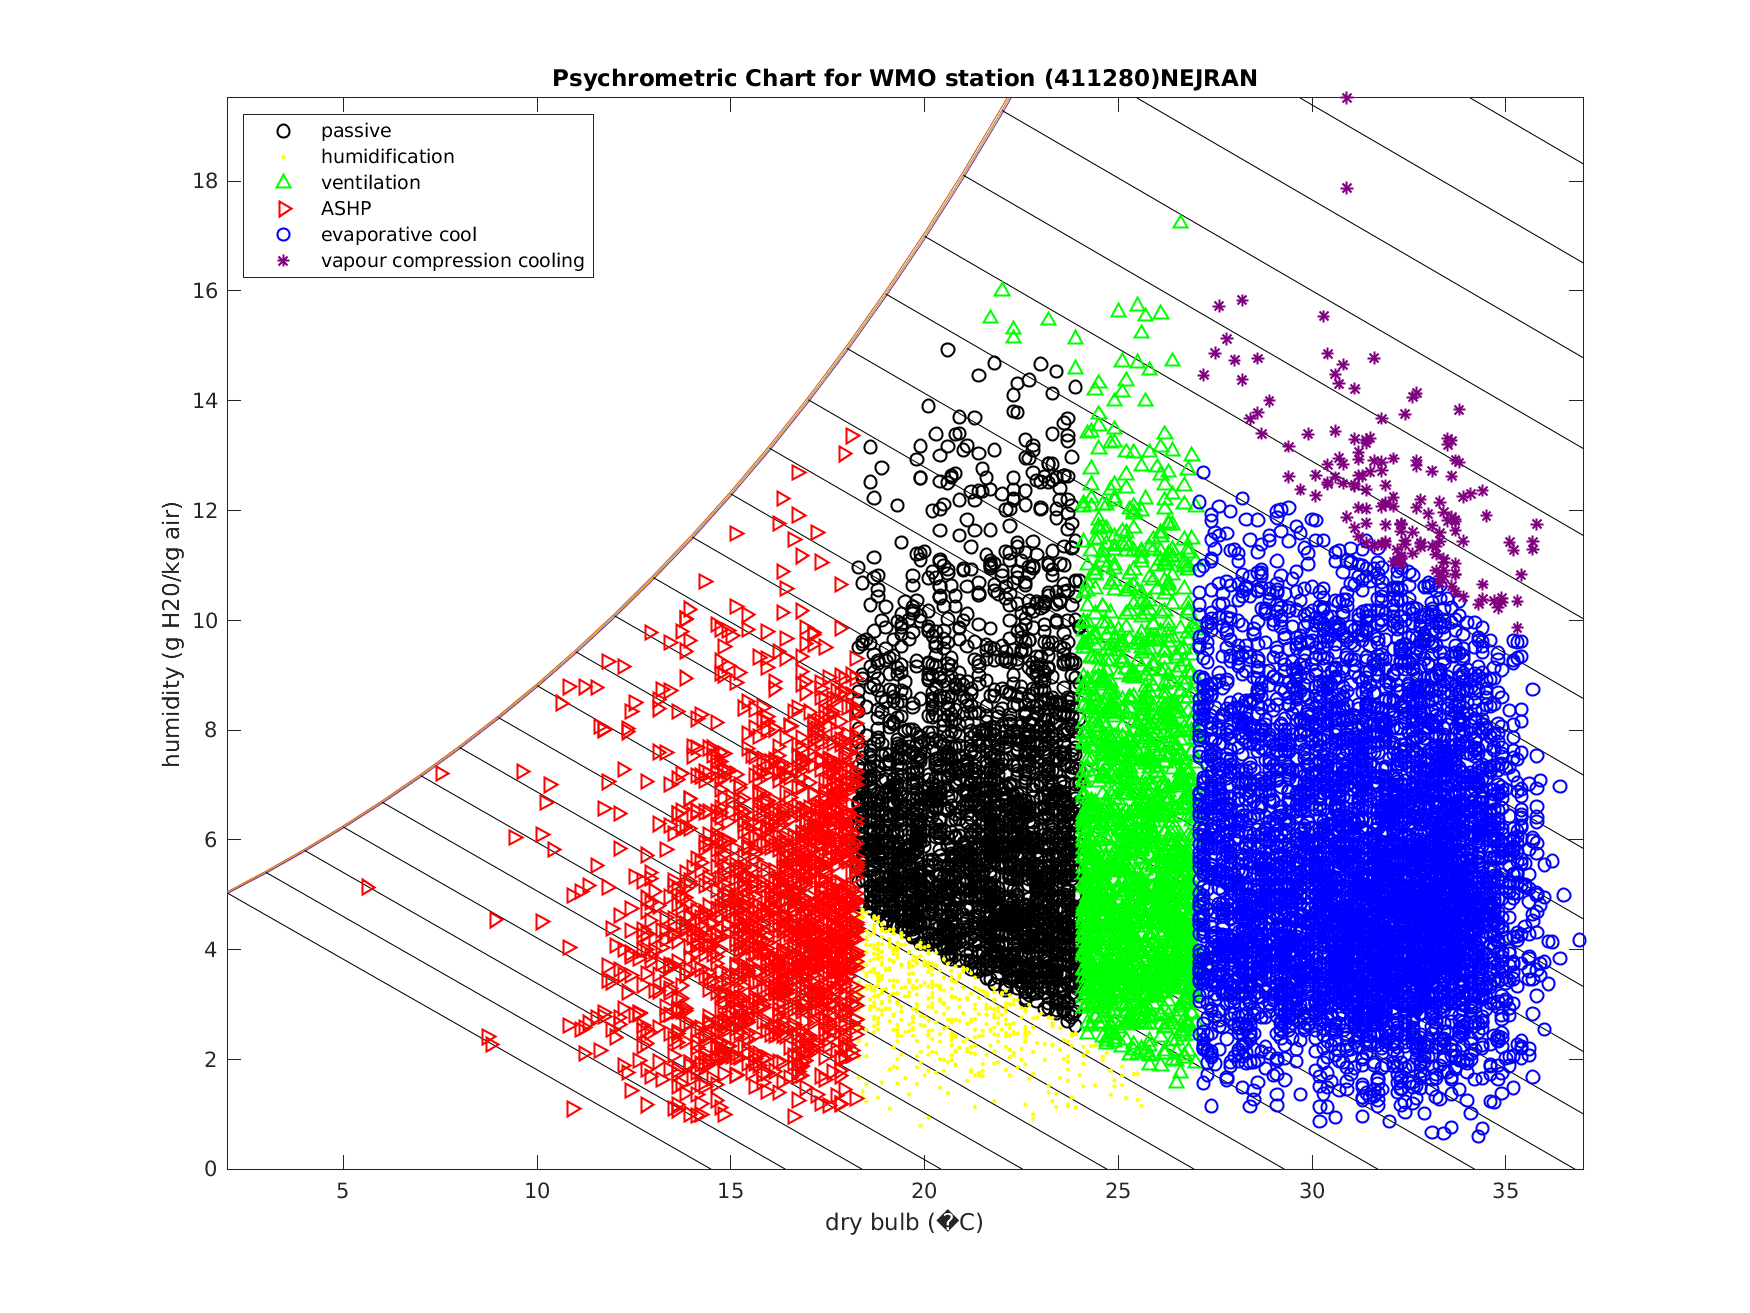 Psychrometric Chart for WMO station (411280)NEJRAN
passive
humidification
ventilation
ASHP
evaporative cool
vapour compression cooling
humidity (g H20/kg air)
18
16
14
12
10
8
6
4
2
0
5 10 15 20 25 30 35
dry bulb (�C)